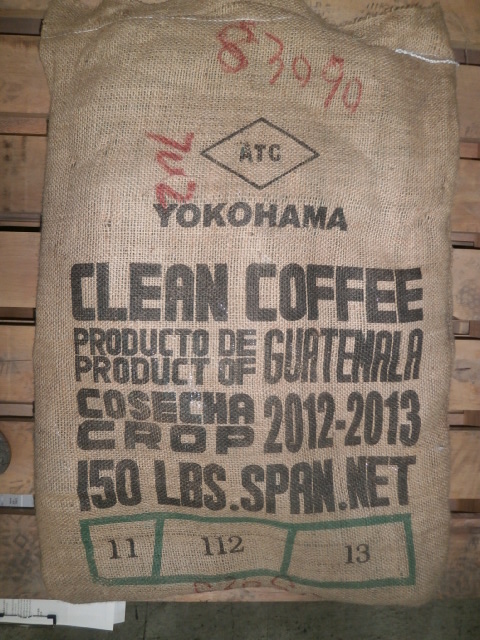 83090
ATC
YOKOHAMA
CLEAN COFFEE
PRODUCTO DE
PRODUCT OF
GUATEMALA
COSECHA
CROP
2012-2013
150 LBS.SPAN.NET
11 112 13